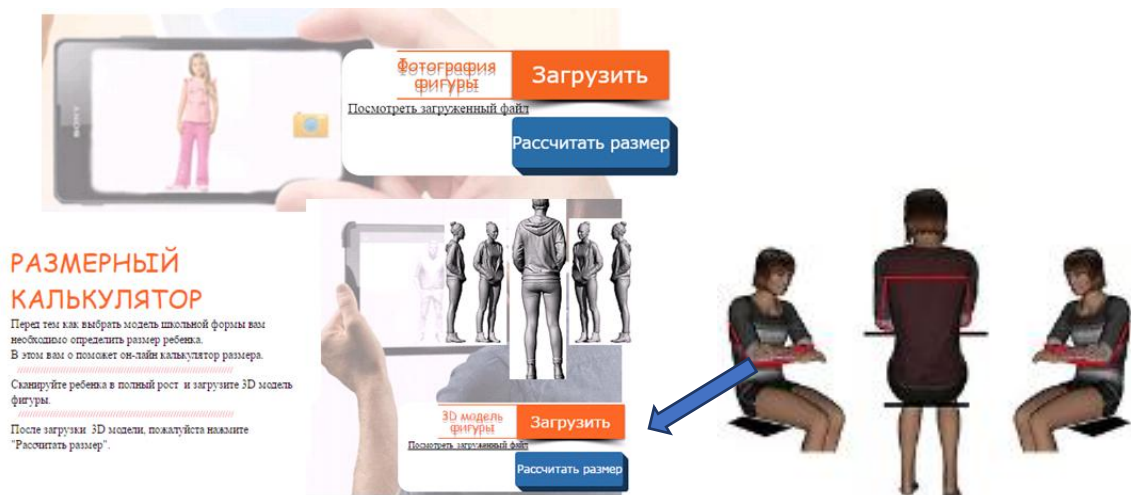 SONY
Фотография
фигуры
Загрузить
Посмотреть загруженный файл
Рассчитать размер
РАЗМЕРНЫЙ
КАЛЬКУЛЯТОР
Перед тем как выбрать модель школьной формы вам
необходимо определить размер ребенка.
В этом вам о поможет он-лайн калькулятор размера.
Сканируйте ребенка в полный рост и загрузите 3D модель
фигуры.
После загрузки 3D модели, пожалуйста нажмите
"Рассчитать размер".
3D модель
фигуры
Загрузить
Посмотреть загруженный файл
Рассчитать размер